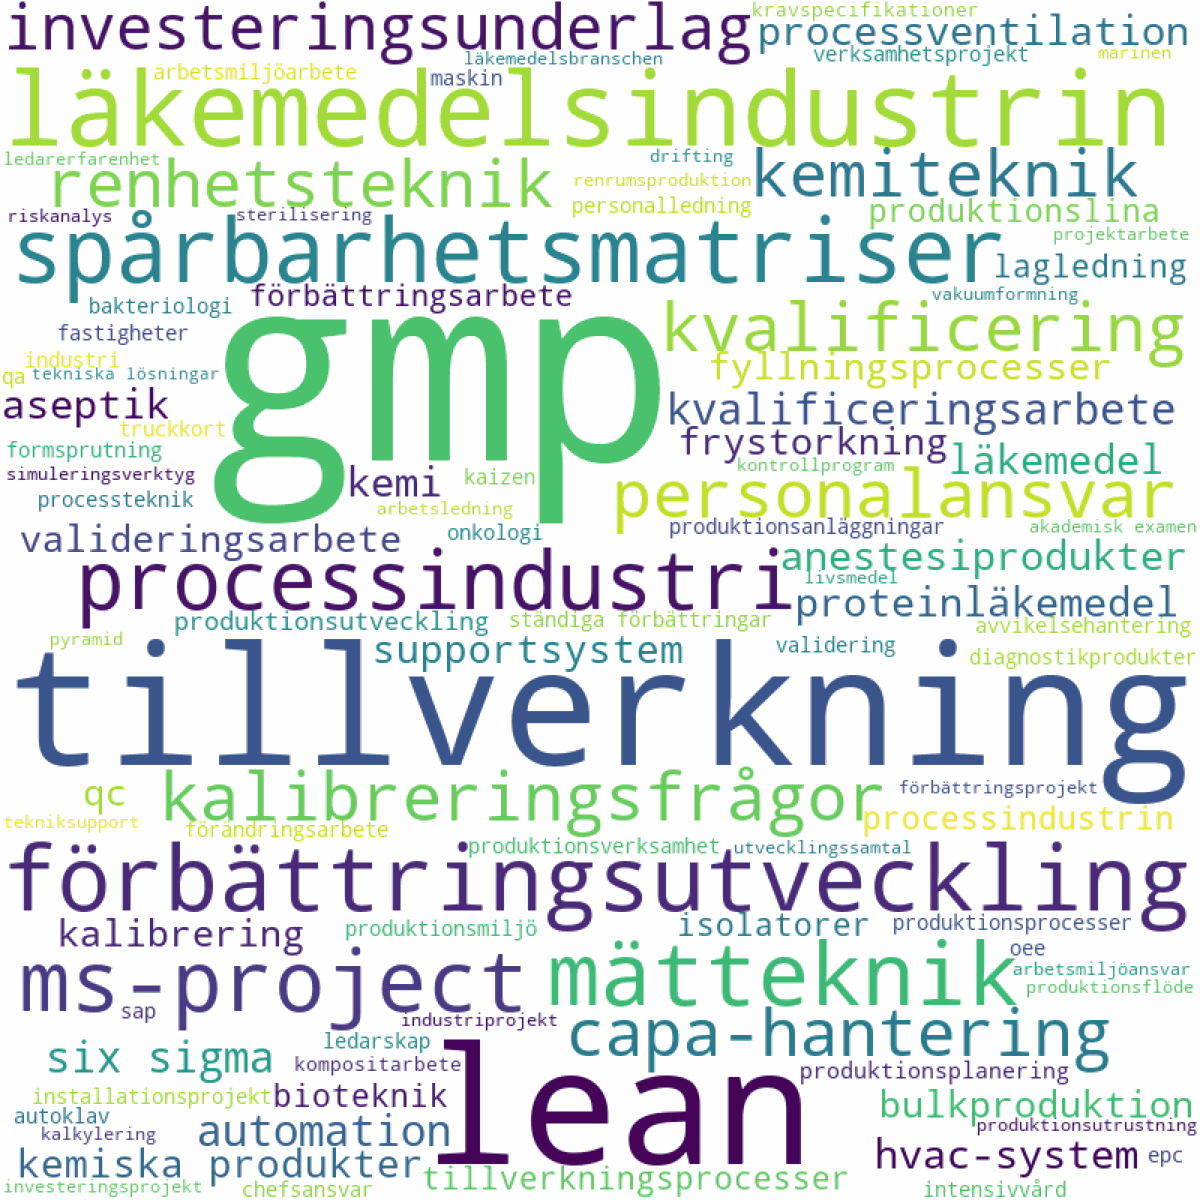 investeringsunderlag
kravspecifikationer
processventilation
läkemedelsbranschen
verksamhetsprojekt
marinen
arbetsmiljöarbete
maskin
läkemedelsindustrin
ledarerfarenhet
drifting
kemiteknik
renhetsteknik
renrumsproduktion
personalledning
produktionslina
riskanalys
sterilisering
projektarbete
spårbarhetsmatriser
lagledning
bakteriologi
förbättringsarbete
vakuumformning
fastigheter
gmp
kvalificering
industri
fyllningsprocesser
qa
tekniska lösningar
aseptik
kvalificeringsarbete
truckkort
formsprutning
frystorkning
läkemedel
simuleringsverktyg
kemi
kaizen
kontrollprogram
processteknik
arbetsledning
personalansvar
valideringsarbete
onkologi
produktionsanläggningar
akademisk examen
anestesiprodukter
processindustri
livsmedel
proteinläkemedel
produktionsutveckling
ständiga förbättringar
avvikelsehantering
pyramid
supportsystem
validering
diagnostikprodukter
tillverkning
qc
kalibreringsfrågor
förbättringsprojekt
tekniksupport
förändringsarbete
processindustrin
produktionsverksamhet
utvecklingssamtal
förbättringsutveckling
kalibrering
produktionsmiljö
isolatorer
produktionsprocesser
oee
ms-project
mätteknik
arbetsmiljöansvar
produktionsflöde
sap
industriprojekt
capa-hantering
ledarskap
six sigma
kompositarbete
lean
produktionsplanering
installationsprojekt
bioteknik
bulkproduktion
autoklav
automation
produktionsutrustning
kalkylering
kemiska produkter
hvac-system
epc
investeringsprojekt
chefsansvar
tillverkningsprocesser
intensivvård